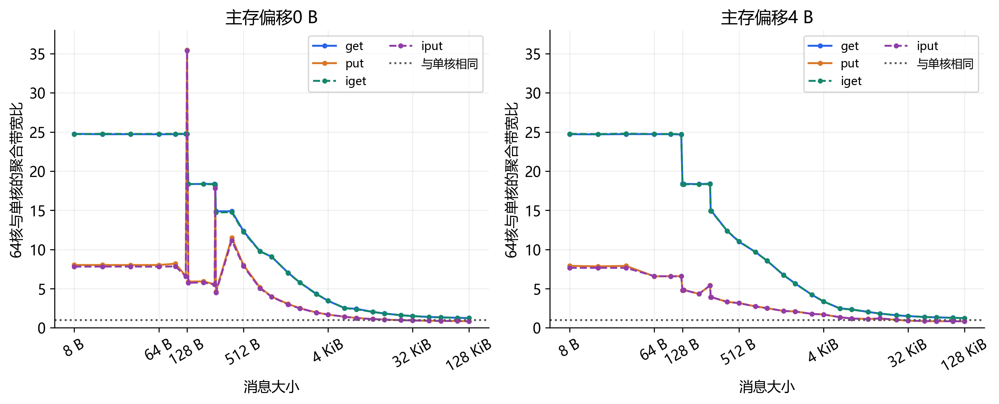 主存偏移0 B
64核与单核的聚合带宽比
35
30
25
20
15
10
5
0
get
put
iget
iput
与单核相同
8 B
64 B
128 B
512 B
4 KiB
32 KiB
128 KiB
消息大小
主存偏移4 B
64核与单核的聚合带宽比
35
30
25
20
15
10
5
0
get
put
iget
iput
与单核相同
8 B
64 B
128 B
512 B
4 KiB
32 KiB
128 KiB
消息大小